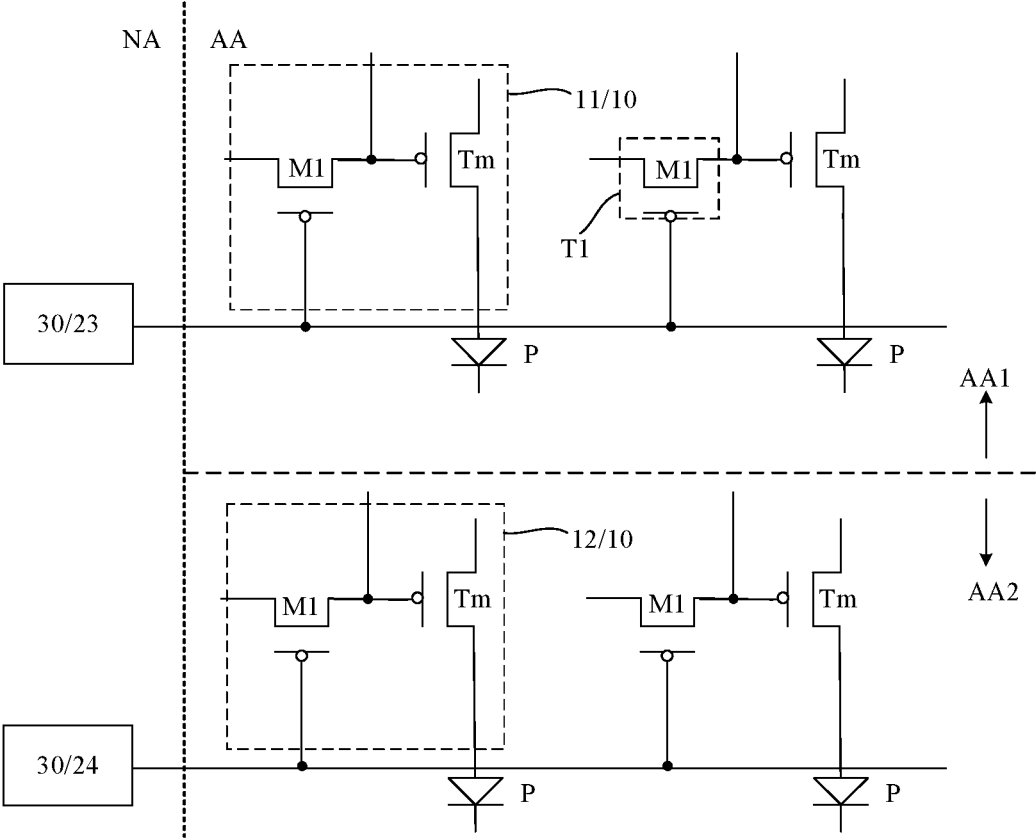 NA AA
11/10
M1 Tm M1 Tm
T1
30/23
P P
AA1
12/10
M1 Tm M1 Tm
AA2
30/24
P P